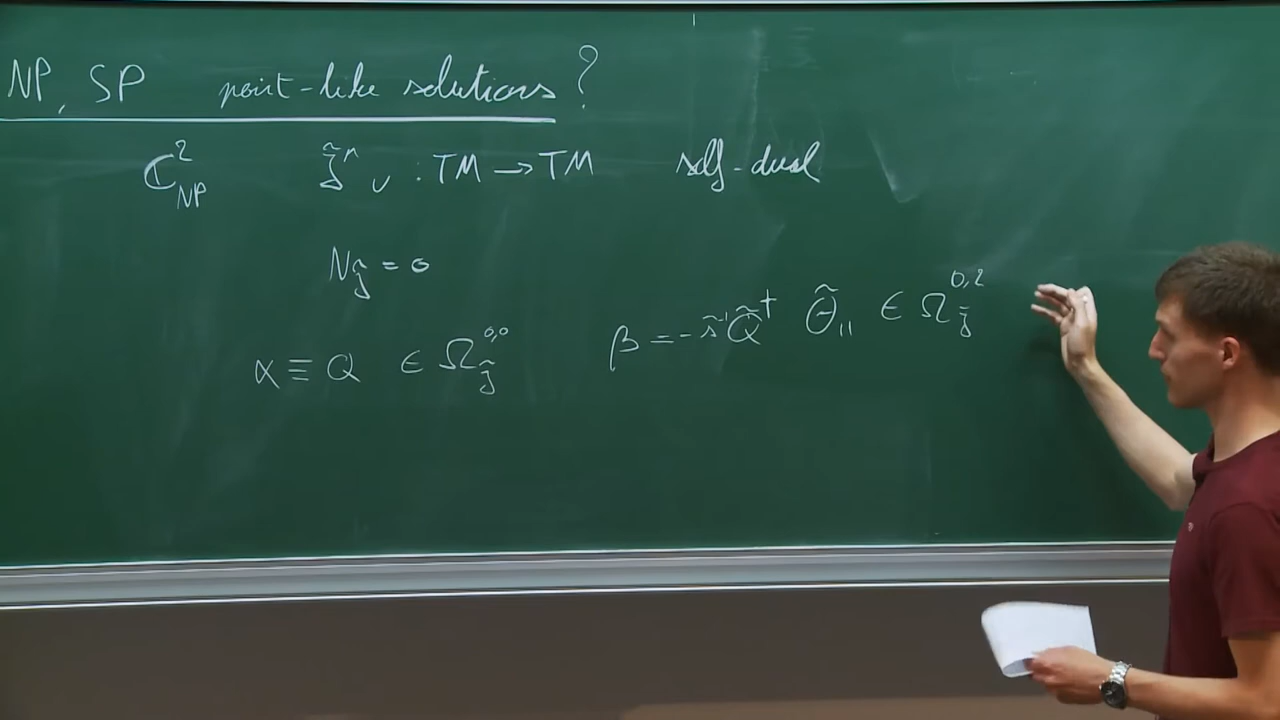 NP, SP point-like solutions ?
ℂ²_NP J̃^μ_ν : TM → TM self-dual
N_J̃ = 0
α ≡ Q ∈ Ω^{0,0}_J̃ β = - s̃¹ Q̃† Θ̃₁₁ ∈ Ω^{0,2}_J̃